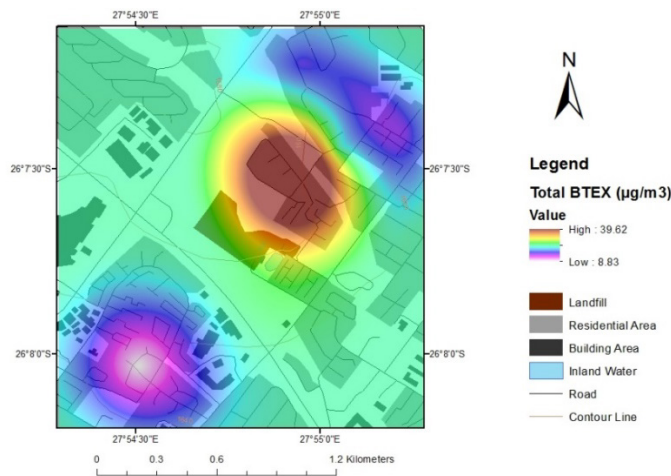 27°54'30"E
27°55'0"E
N
26°7'30"S
26°7'30"S
Legend
Total BTEX (µg/m3)
Value
High : 39.62
Low : 8.83
Landfill
Residential Area
Building Area
26°8'0"S
26°8'0"S
Inland Water
Road
Contour Line
27°54'30"E
27°55'0"E
0 0.3 0.6 1.2 Kilometers